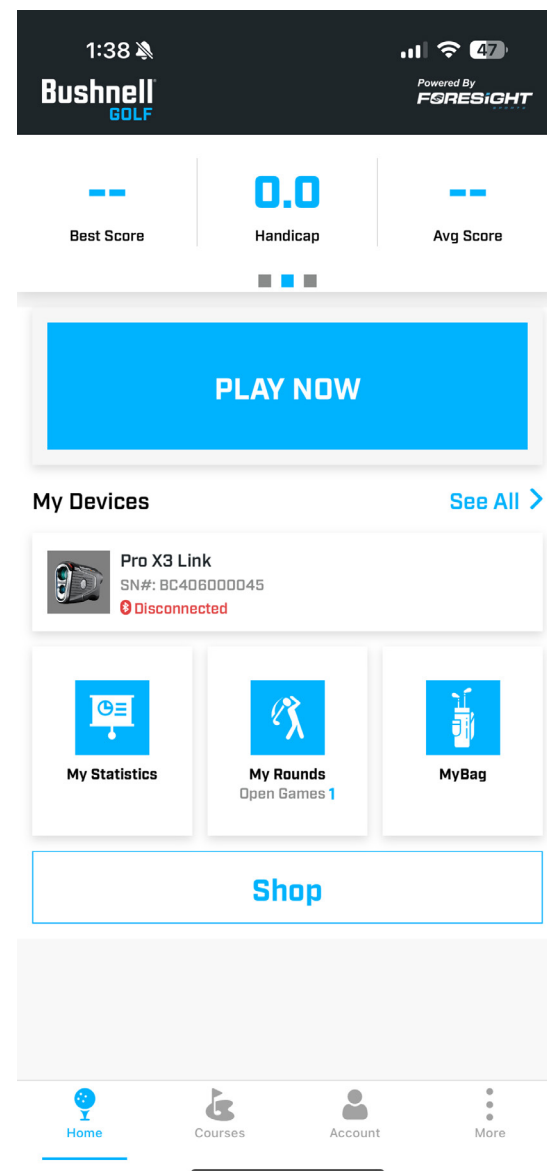 1:38
47
Bushnell
GOLF
Powered By
FORESiGHT
SPORTS
-- 0.0 --
Best Score Handicap Avg Score
PLAY NOW
My Devices See All >
Pro X3 Link
SN#: BC406000045
Disconnected
My Statistics My Rounds MyBag
Open Games 1
Shop
Home Courses Account More